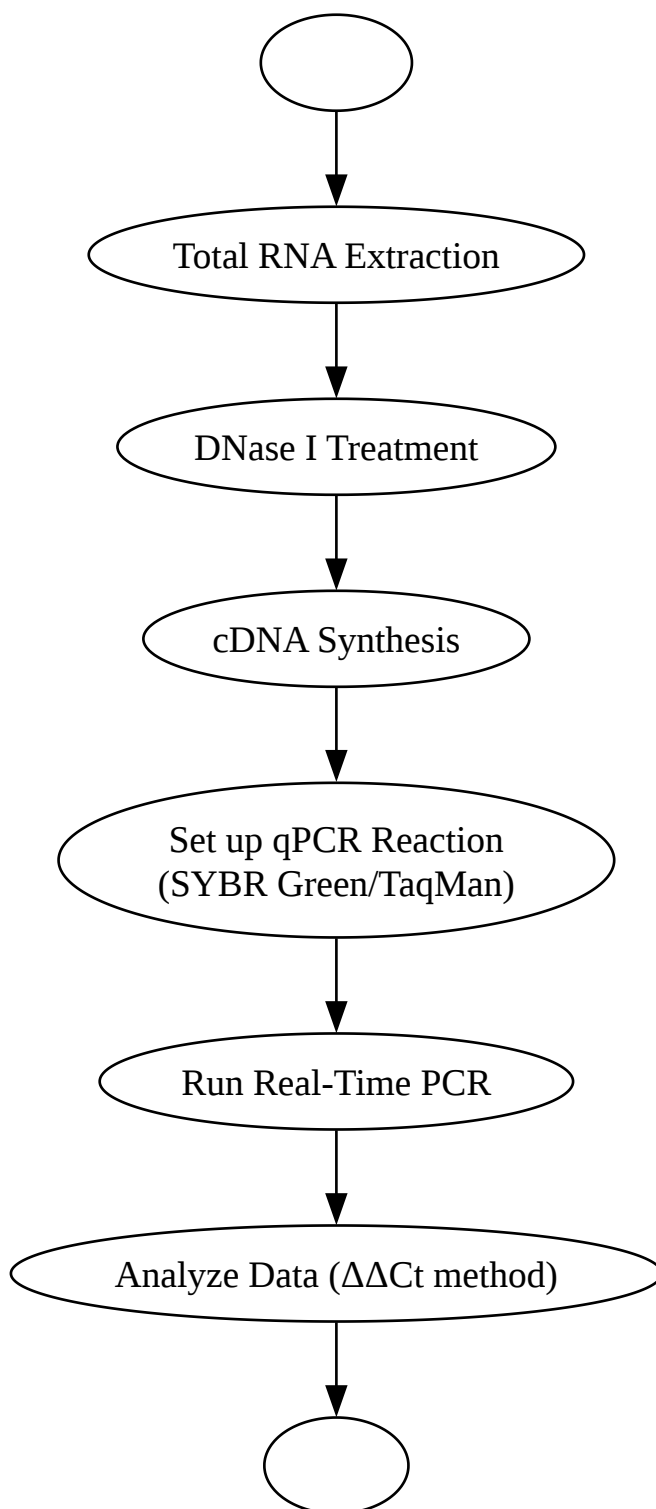 Total RNA Extraction
DNase I Treatment
cDNA Synthesis
Set up qPCR Reaction
(SYBR Green/TaqMan)
Run Real-Time PCR
Analyze Data (ΔΔCt method)